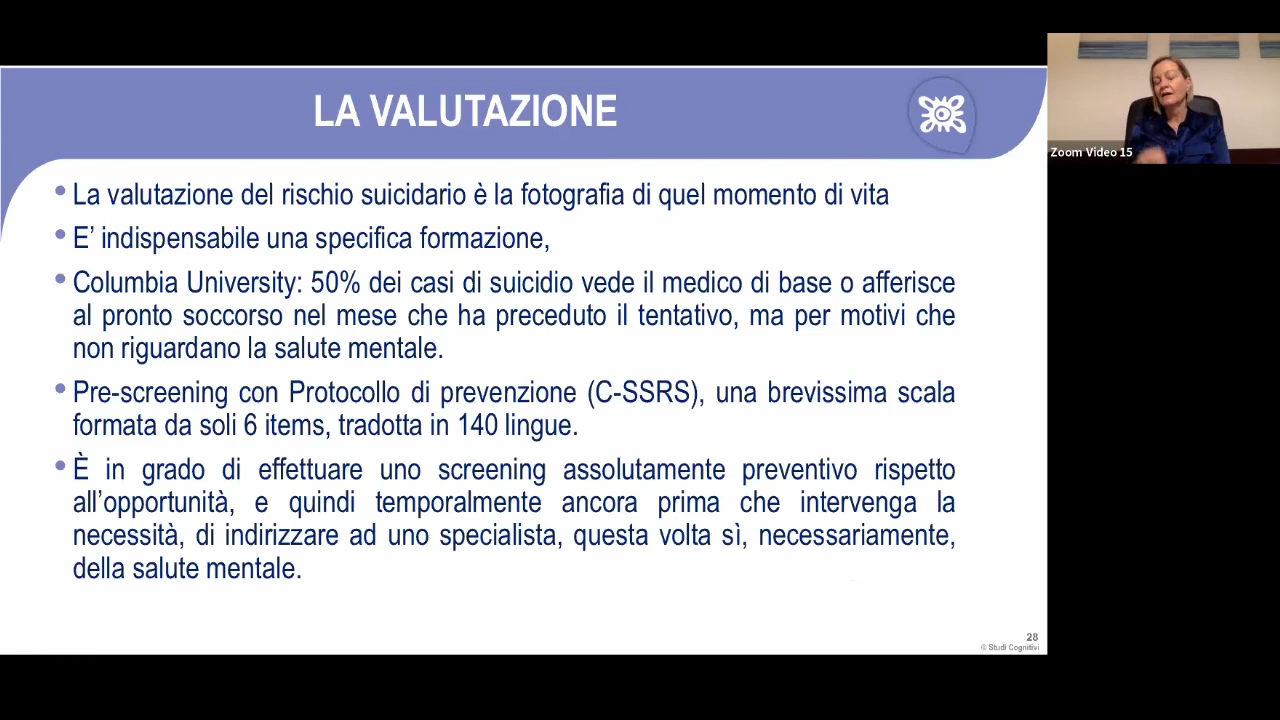 LA VALUTAZIONE
Zoom Video 15
• La valutazione del rischio suicidario è la fotografia di quel momento di vita
• E’ indispensabile una specifica formazione,
• Columbia University: 50% dei casi di suicidio vede il medico di base o afferisce
al pronto soccorso nel mese che ha preceduto il tentativo, ma per motivi che
non riguardano la salute mentale.
• Pre-screening con Protocollo di prevenzione (C-SSRS), una brevissima scala
formata da soli 6 items, tradotta in 140 lingue.
• È in grado di effettuare uno screening assolutamente preventivo rispetto
all’opportunità, e quindi temporalmente ancora prima che intervenga la
necessità, di indirizzare ad uno specialista, questa volta sì, necessariamente,
della salute mentale.
28
© Studi Cognitivi